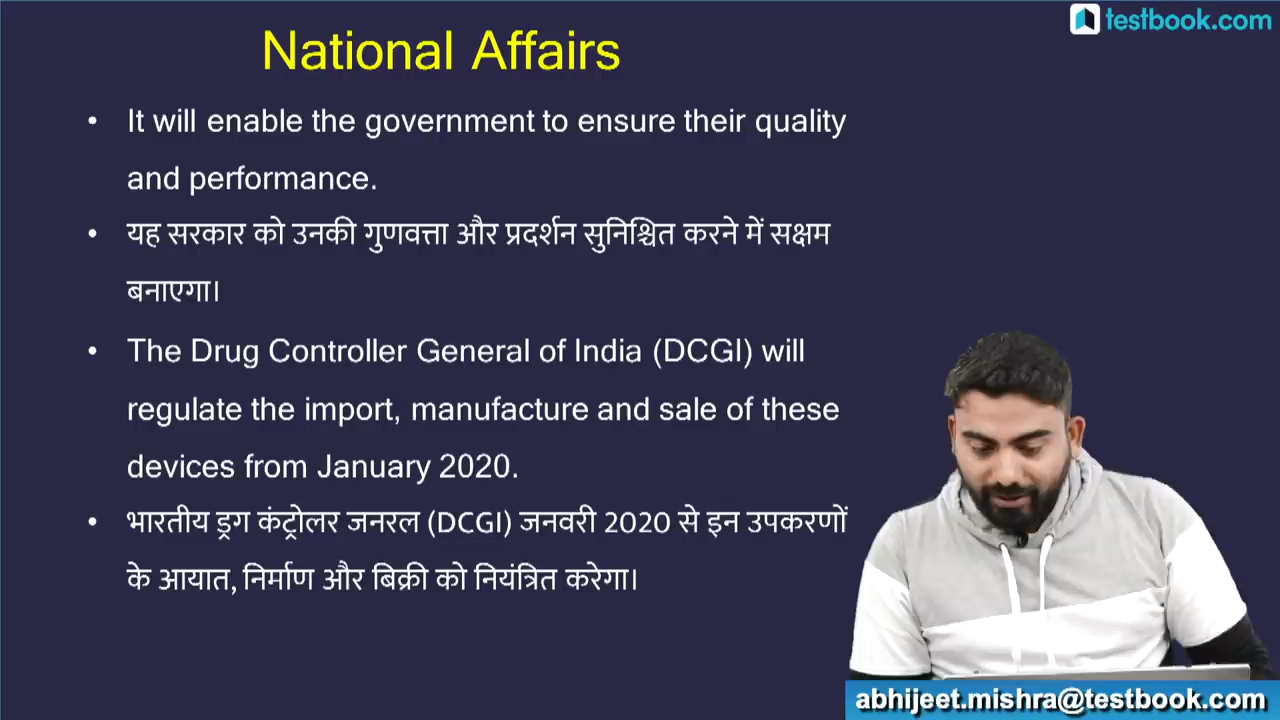 testbook.com
National Affairs
• It will enable the government to ensure their quality
and performance.
• यह सरकार को उनकी गुणवत्ता और प्रदर्शन सुनिश्चित करने में सक्षम
बनाएगा।
• The Drug Controller General of India (DCGI) will
regulate the import, manufacture and sale of these
devices from January 2020.
• भारतीय ड्रग कंट्रोलर जनरल (DCGI) जनवरी 2020 से इन उपकरणों
के आयात, निर्माण और बिक्री को नियंत्रित करेगा।
abhijeet.mishra@testbook.com